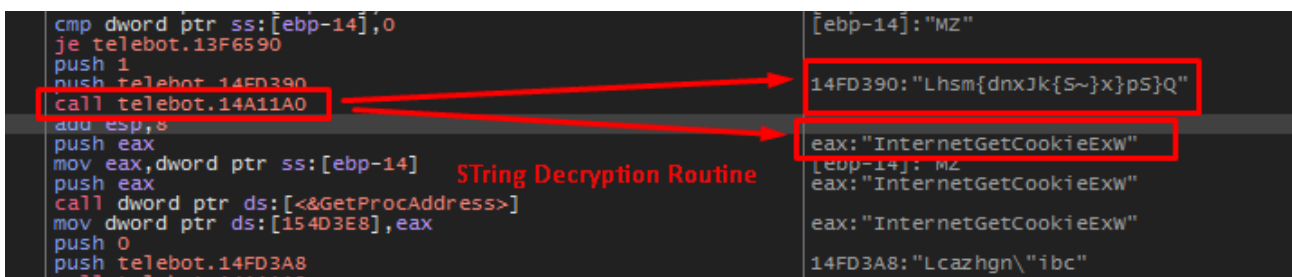 cmp dword ptr ss:[ebp-14],0 [ebp-14]:"MZ"
je telebot.13F6590
push 1
push telebot.14FD390 14FD390:"Lhsm{dnxJk{S~}x}pS}Q"
call telebot.14A11A0
add esp,8
push eax eax:"InternetGetCookieExW"
mov eax,dword ptr ss:[ebp-14] [ebp-14]:"MZ"
STring Decryption Routine
push eax eax:"InternetGetCookieExW"
call dword ptr ds:[<&GetProcAddress>]
mov dword ptr ds:[154D3E8],eax eax:"InternetGetCookieExW"
push 0
push telebot.14FD3A8 14FD3A8:"Lcazhgn\"ibc"